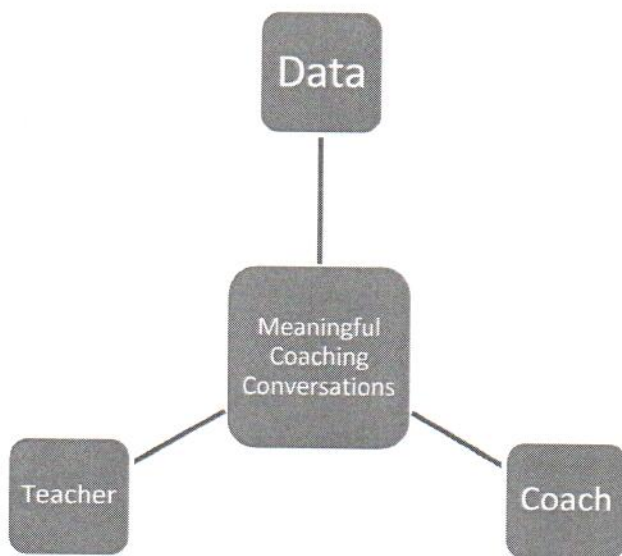 Data
Meaningful
Coaching
Conversations
Teacher
Coach